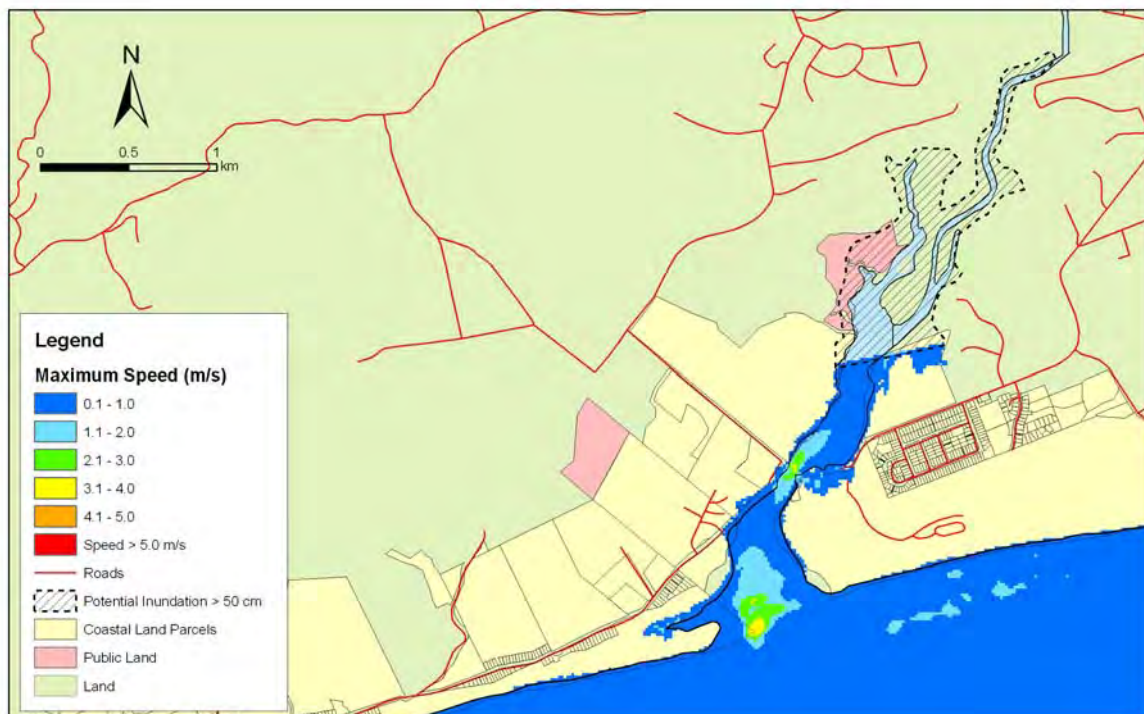 N
0 0.5 1
km
Legend
Maximum Speed (m/s)
0.1 - 1.0
1.1 - 2.0
2.1 - 3.0
3.1 - 4.0
4.1 - 5.0
Speed > 5.0 m/s
Roads
Potential Inundation > 50 cm
Coastal Land Parcels
Public Land
Land